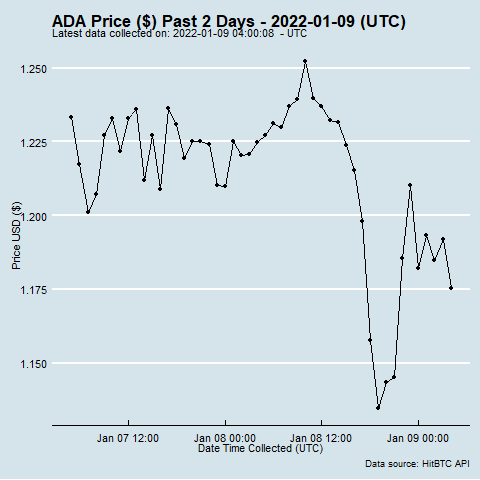 ADA Price ($) Past 2 Days - 2022-01-09 (UTC)
Latest data collected on: 2022-01-09 04:00:08 - UTC
1.250
1.225
1.200
1.175
1.150
Price USD ($)
Jan 07 12:00 Jan 08 00:00 Jan 08 12:00 Jan 09 00:00
Date Time Collected (UTC)
Data source: HitBTC API